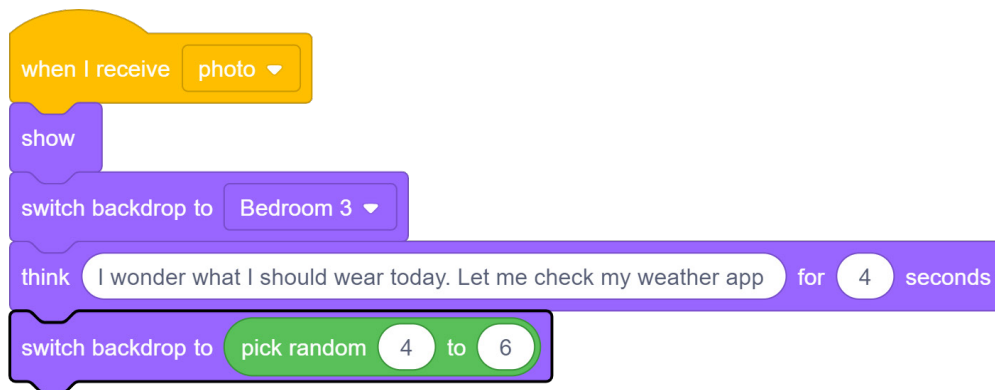 when I receive photo
show
switch backdrop to Bedroom 3
think I wonder what I should wear today. Let me check my weather app for 4 seconds
switch backdrop to pick random 4 to 6